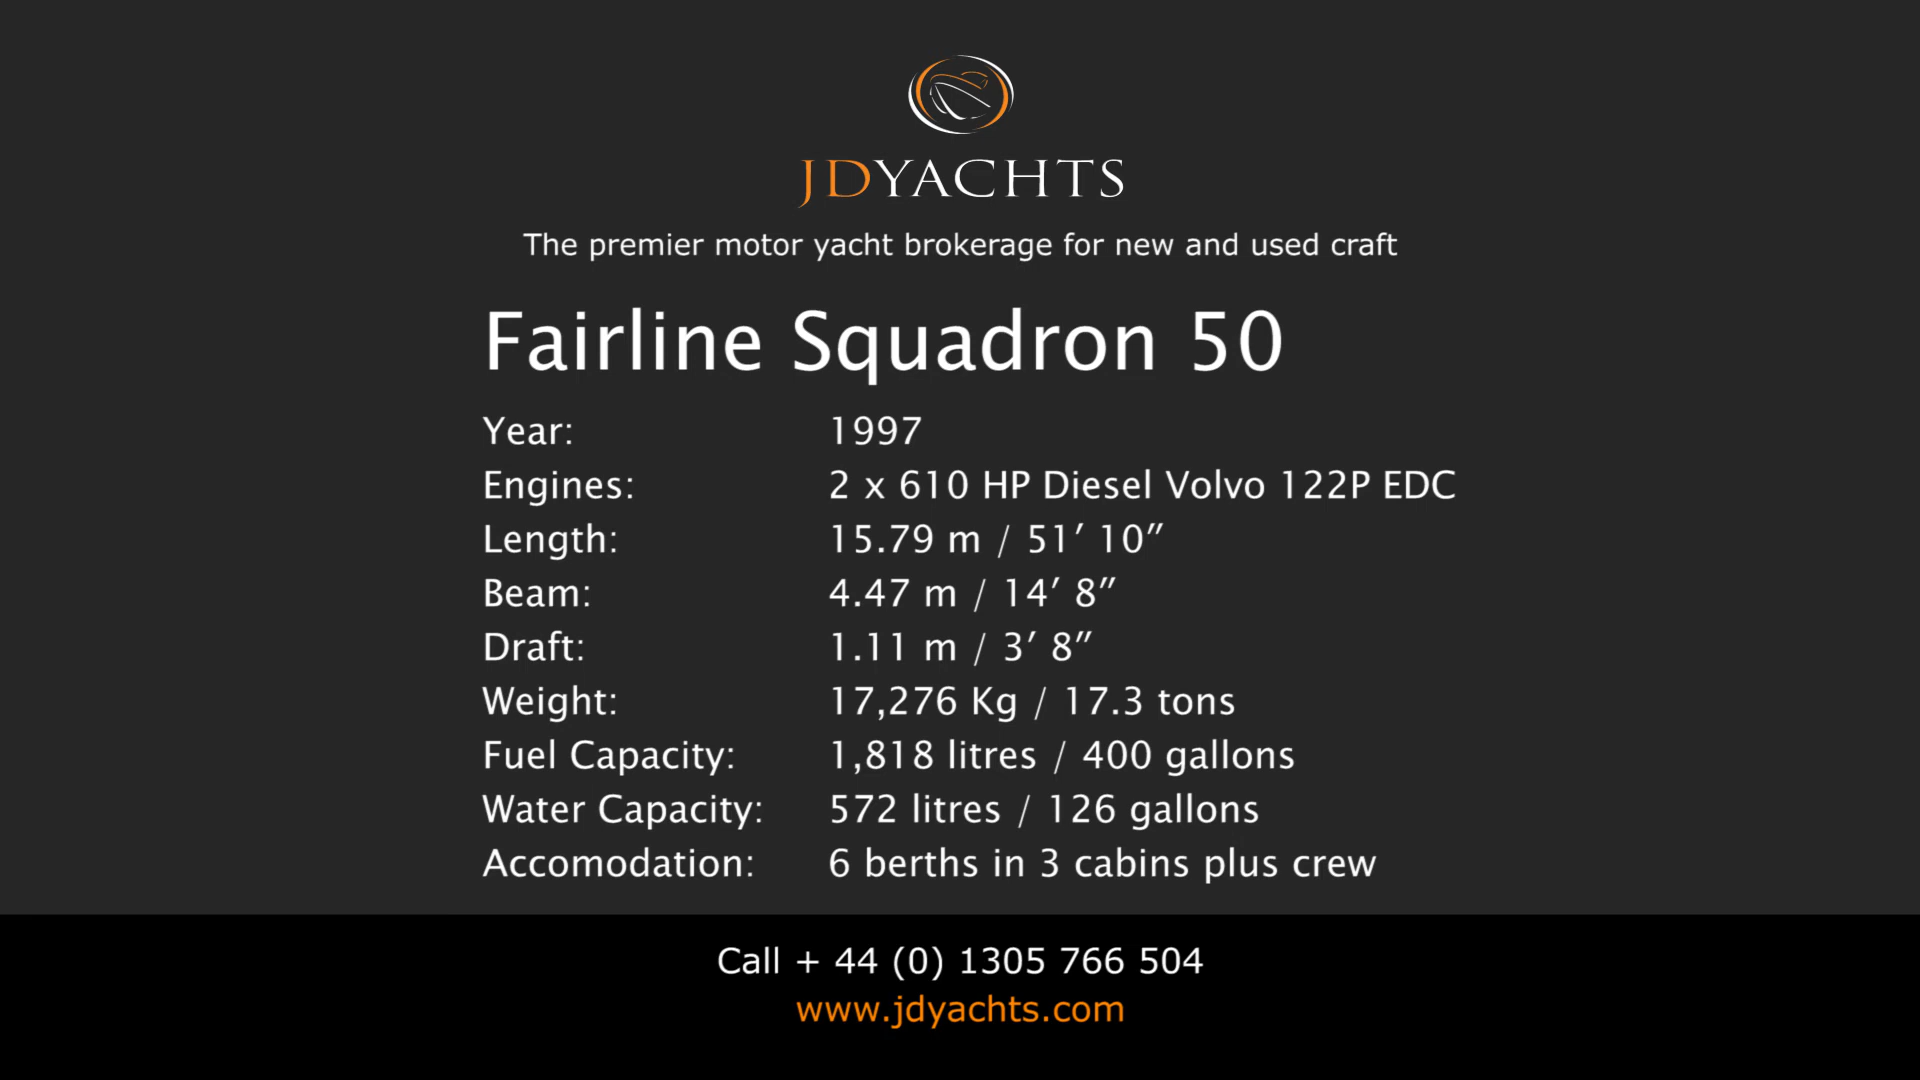 JDYACHTS
The premier motor yacht brokerage for new and used craft
Fairline Squadron 50
Year: 1997
Engines: 2 x 610 HP Diesel Volvo 122P EDC
Length: 15.79 m / 51′ 10″
Beam: 4.47 m / 14′ 8″
Draft: 1.11 m / 3′ 8″
Weight: 17,276 Kg / 17.3 tons
Fuel Capacity: 1,818 litres / 400 gallons
Water Capacity: 572 litres / 126 gallons
Accomodation: 6 berths in 3 cabins plus crew
Call + 44 (0) 1305 766 504
www.jdyachts.com